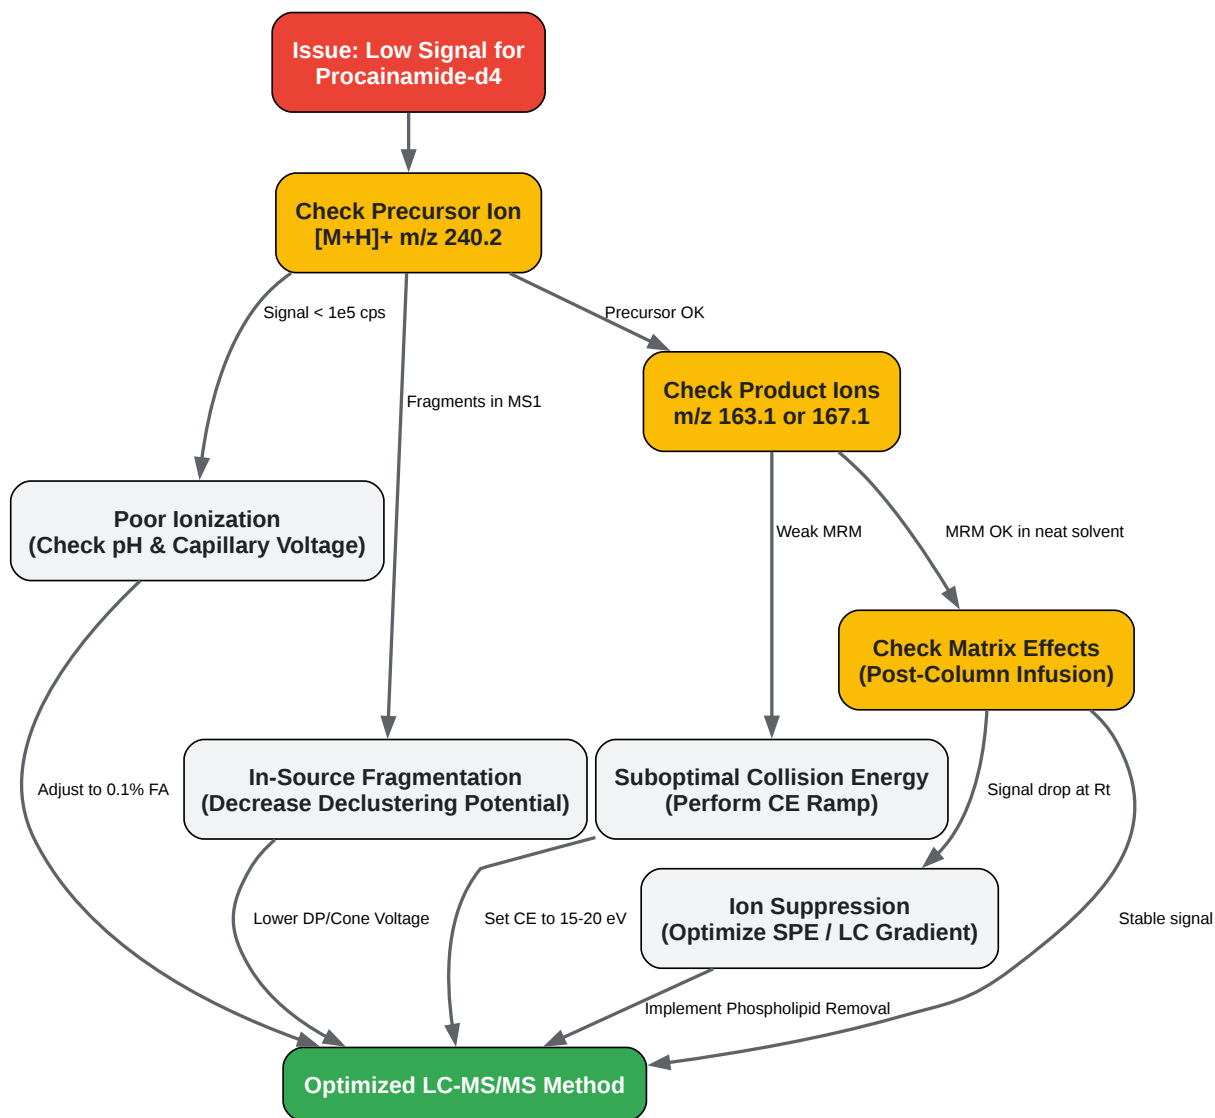 Issue: Low Signal for
Procainamide-d4
Check Precursor Ion
[M+H]+ m/z 240.2
Signal < 1e5 cps
Precursor OK
Fragments in MS1
Check Product Ions
m/z 163.1 or 167.1
Poor Ionization
(Check pH & Capillary Voltage)
Weak MRM
MRM OK in neat solvent
Check Matrix Effects
(Post-Column Infusion)
Adjust to 0.1% FA
In-Source Fragmentation
(Decrease Declustering Potential)
Suboptimal Collision Energy
(Perform CE Ramp)
Signal drop at Rt
Lower DP/Cone Voltage
Set CE to 15-20 eV
Ion Suppression
(Optimize SPE / LC Gradient)
Stable signal
Implement Phospholipid Removal
Optimized LC-MS/MS Method